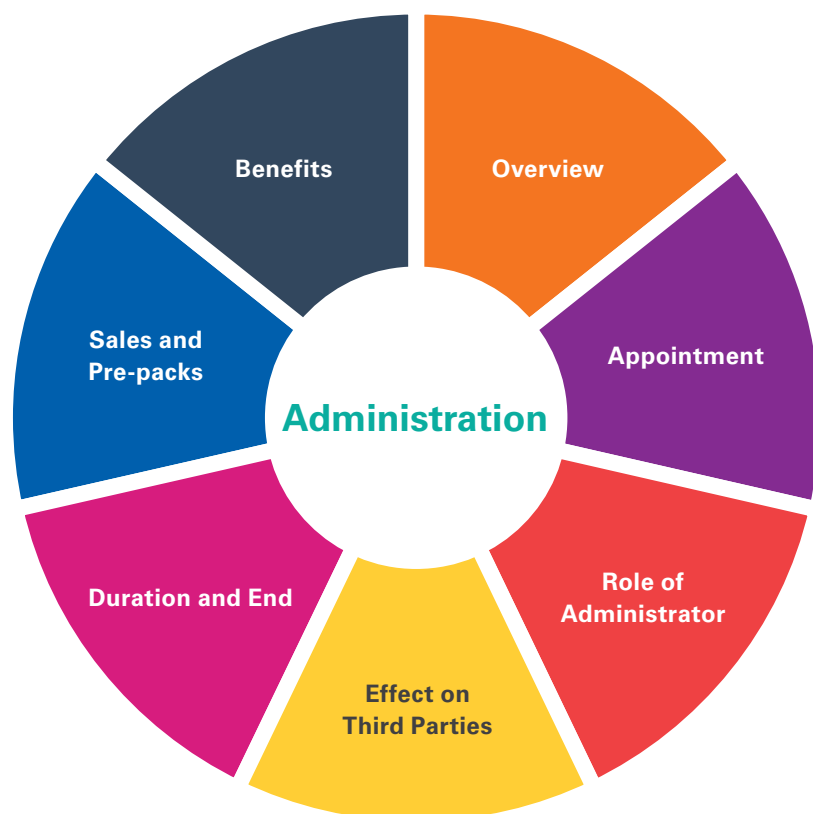 Benefits
Overview
Sales and
Pre-packs
Appointment
Administration
Duration and End
Role of
Administrator
Effect on
Third Parties